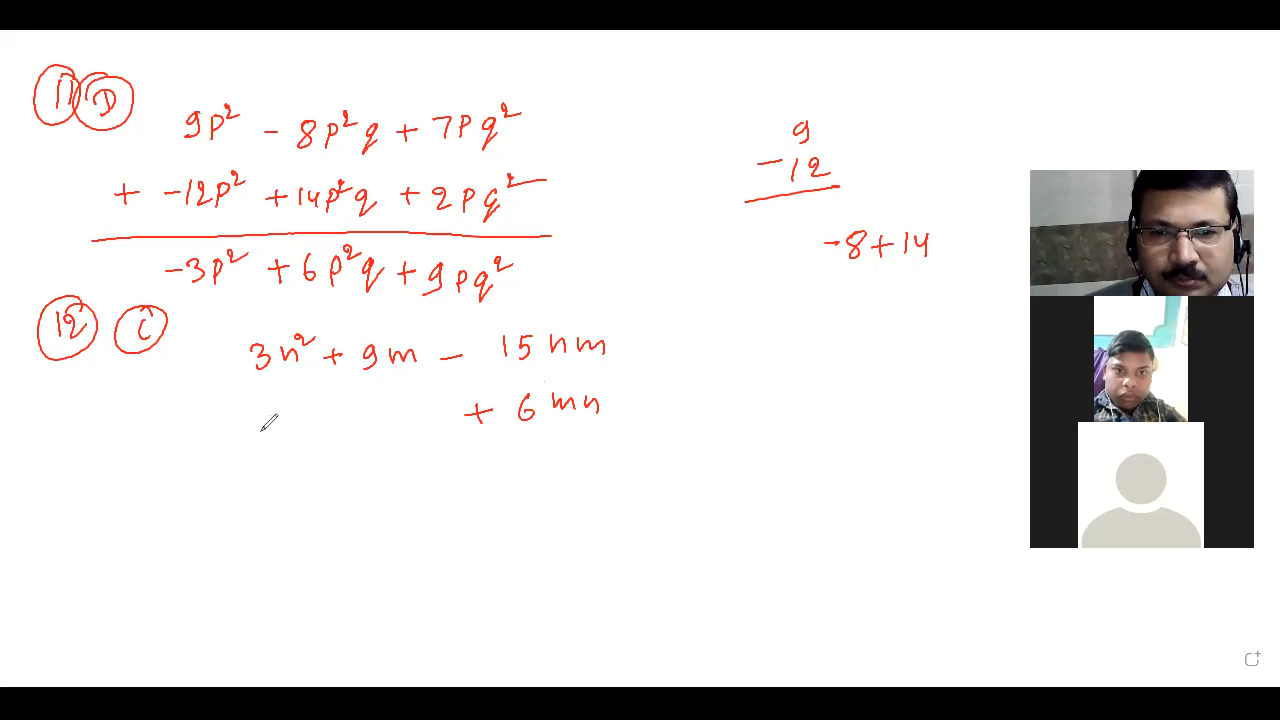 11 D
9p² - 8p²q + 7pq²
+ -12p² +14p²q + 2pq²
-3p² + 6p²q + 9pq²
9
-12
-8+14
12 C
3n² + 9m - 15nm
+ 6mn